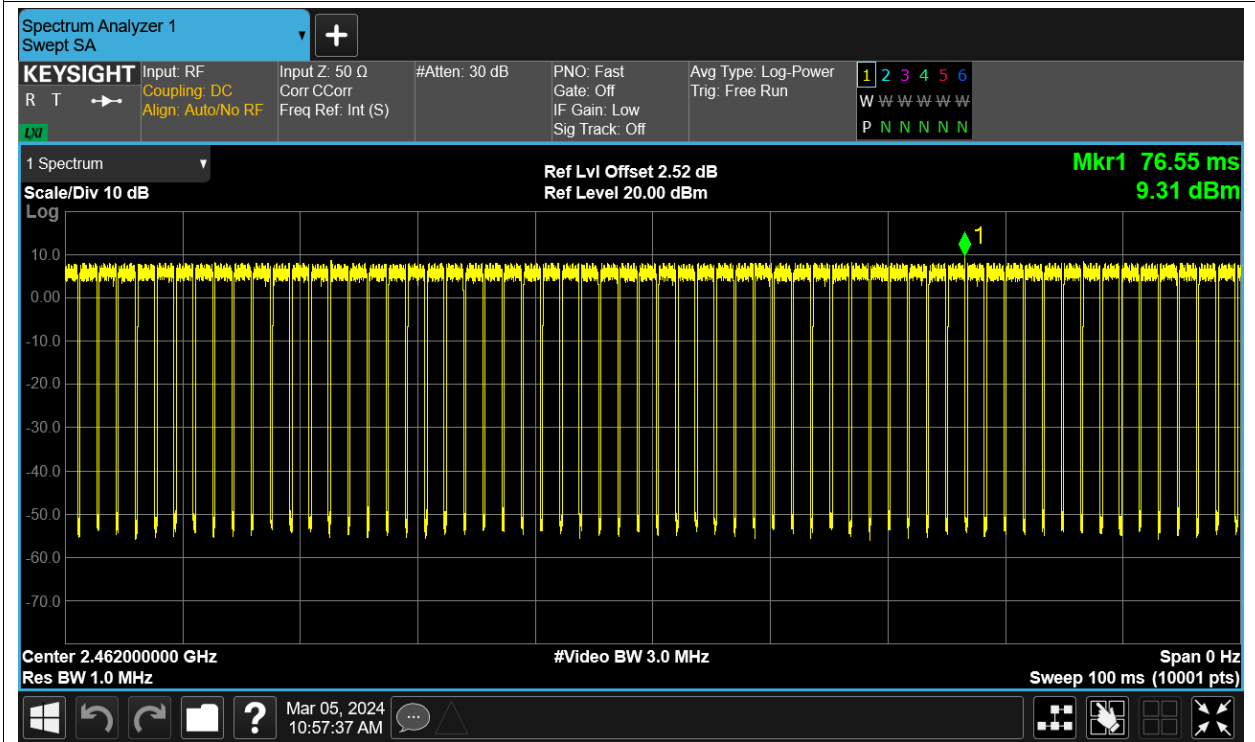 Spectrum Analyzer 1
Swept SA
KEYSIGHT
R T
LXI
Input: RF
Coupling: DC
Align: Auto/No RF
Input Z: 50 Ω
Corr CCorr
Freq Ref: Int (S)
#Atten: 30 dB
PNO: Fast
Gate: Off
IF Gain: Low
Sig Track: Off
Avg Type: Log-Power
Trig: Free Run
1 2 3 4 5 6
W W W W W W
P N N N N N
1 Spectrum
Scale/Div 10 dB
Log
Ref Lvl Offset 2.52 dB
Ref Level 20.00 dBm
Mkr1 76.55 ms
9.31 dBm
1
10.0
0.00
-10.0
-20.0
-30.0
-40.0
-50.0
-60.0
-70.0
Center 2.462000000 GHz
Res BW 1.0 MHz
#Video BW 3.0 MHz
Span 0 Hz
Sweep 100 ms (10001 pts)
?
Mar 05, 2024
10:57:37 AM